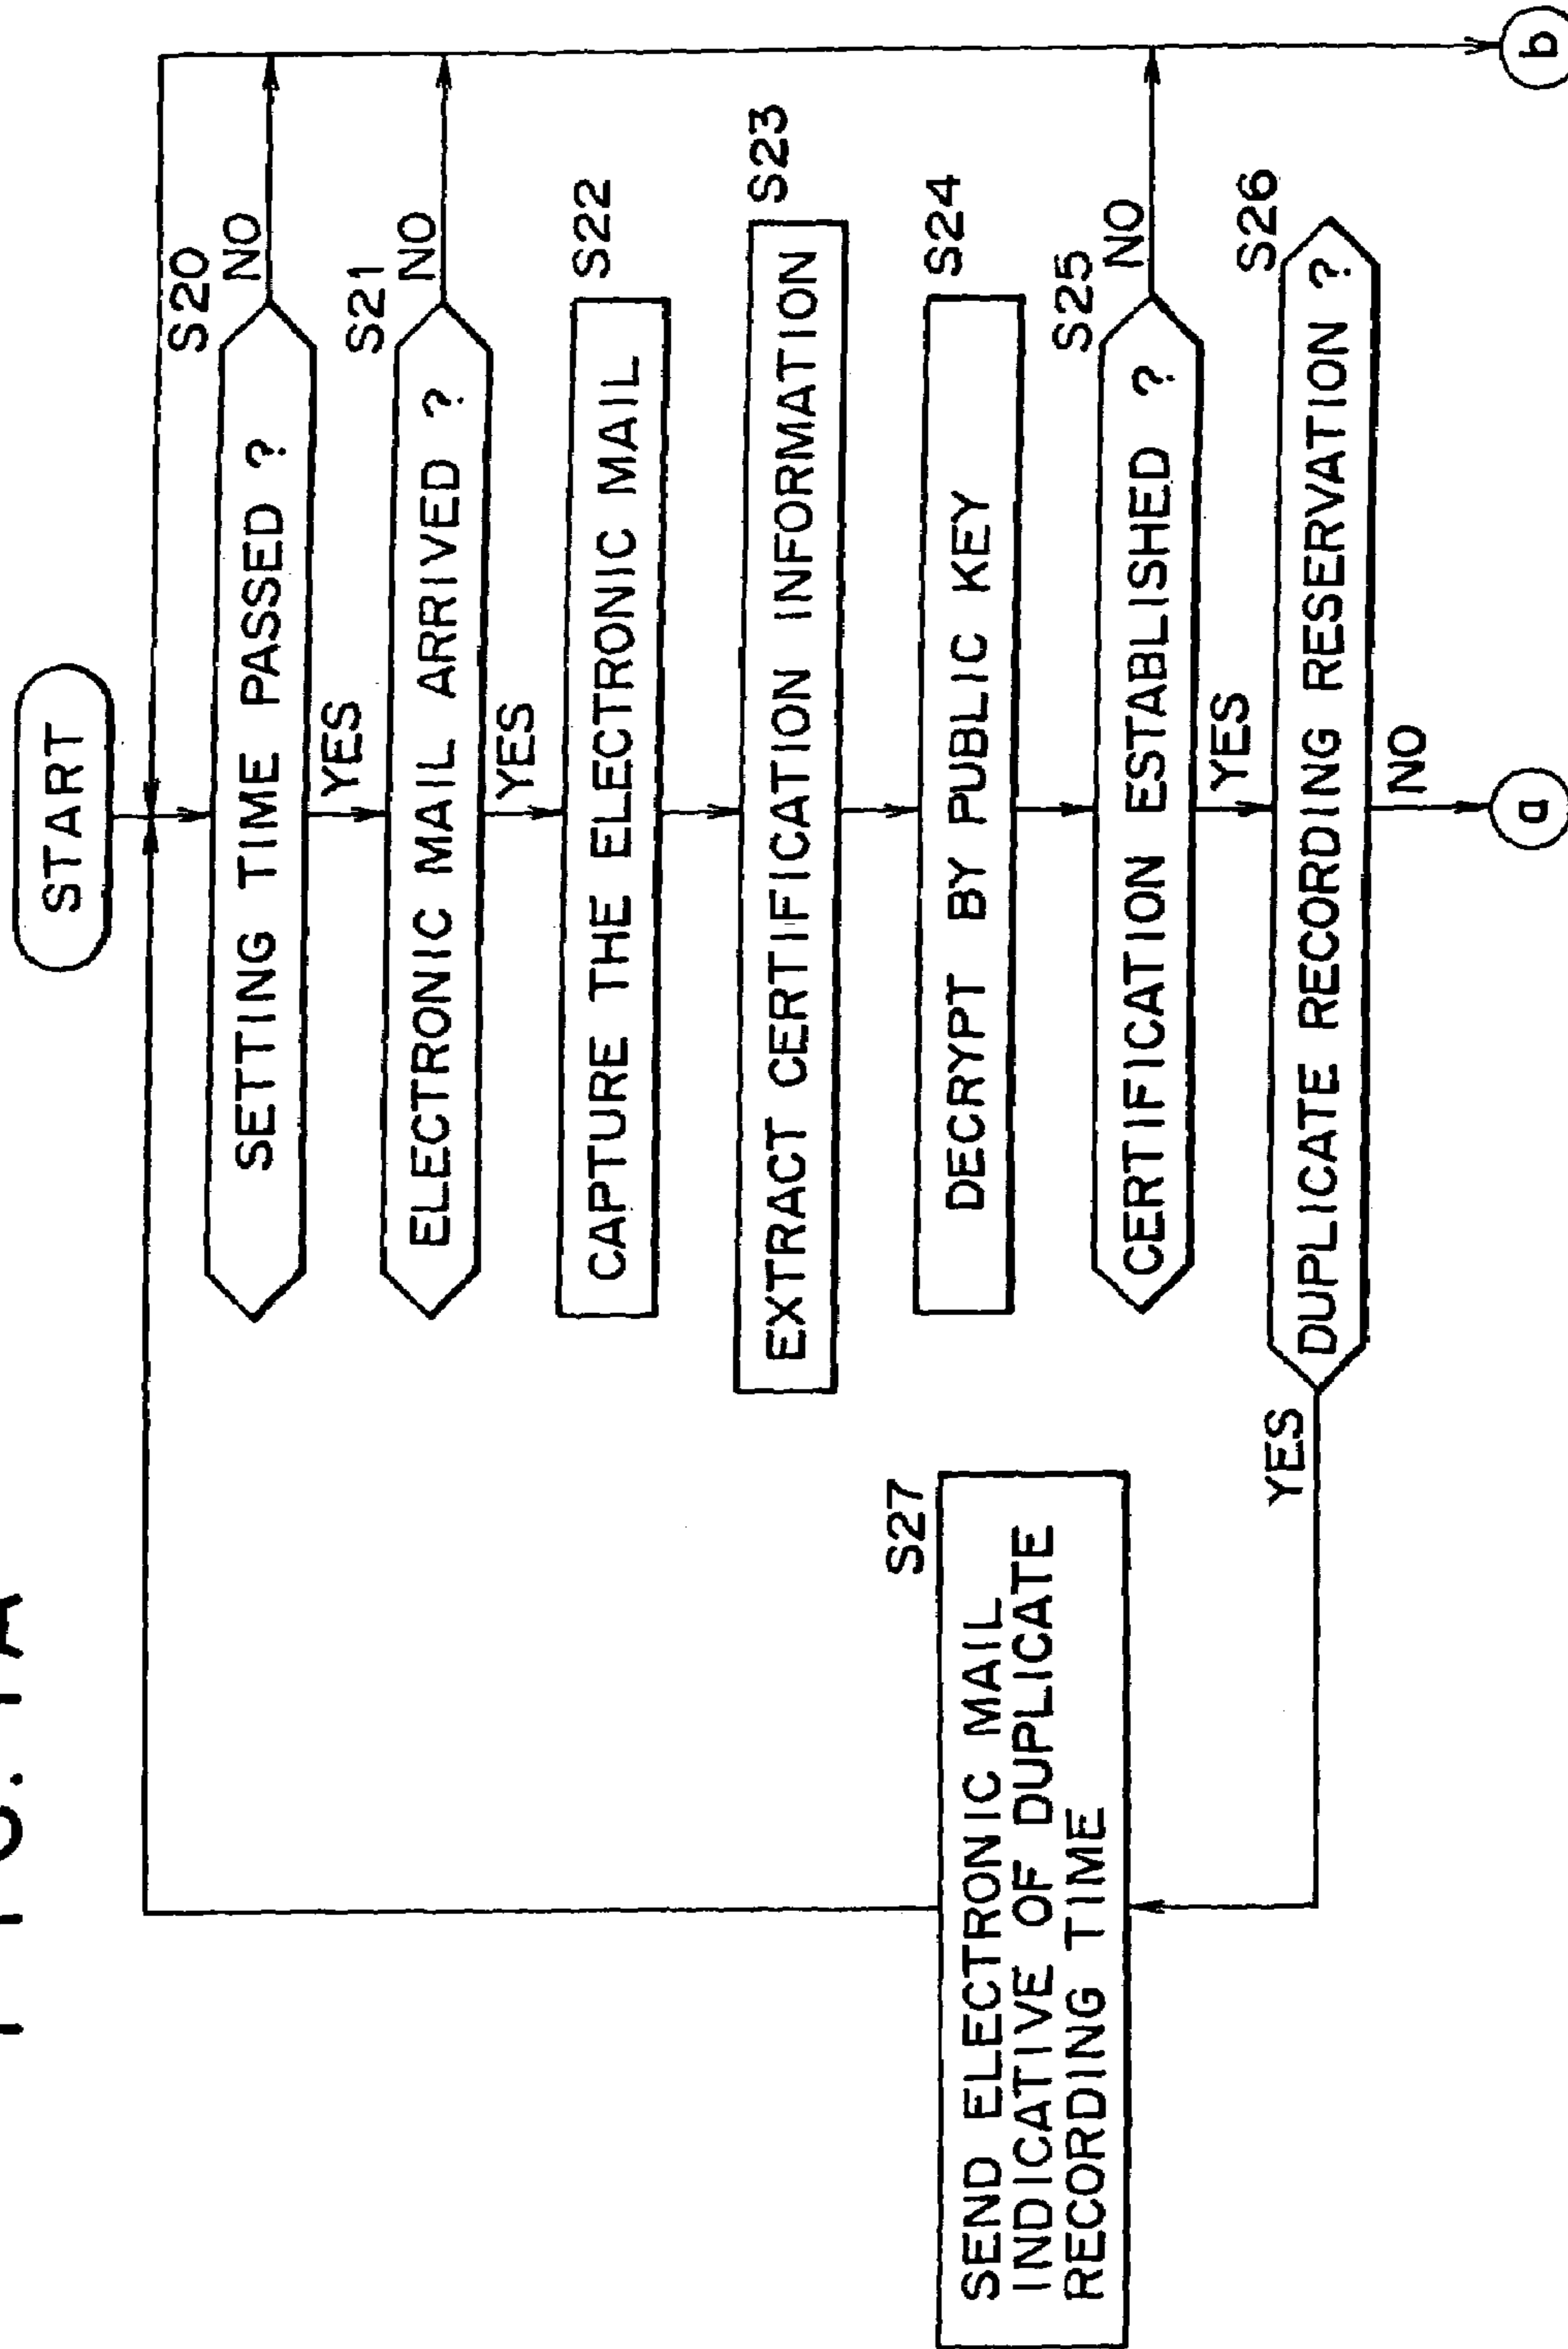 START
S20
SETTING TIME PASSED ?
NO
YES
S21
ELECTRONIC MAIL ARRIVED ?
NO
YES
S22
CAPTURE THE ELECTRONIC MAIL
S23
EXTRACT CERTIFICATION INFORMATION
S24
DECRYPT BY PUBLIC KEY
S25
CERTIFICATION ESTABLISHED ?
NO
YES
S26
DUPLICATE RECORDING RESERVATION ?
YES
NO
S27
SEND ELECTRONIC MAIL
INDICATIVE OF DUPLICATE
RECORDING TIME
a
b